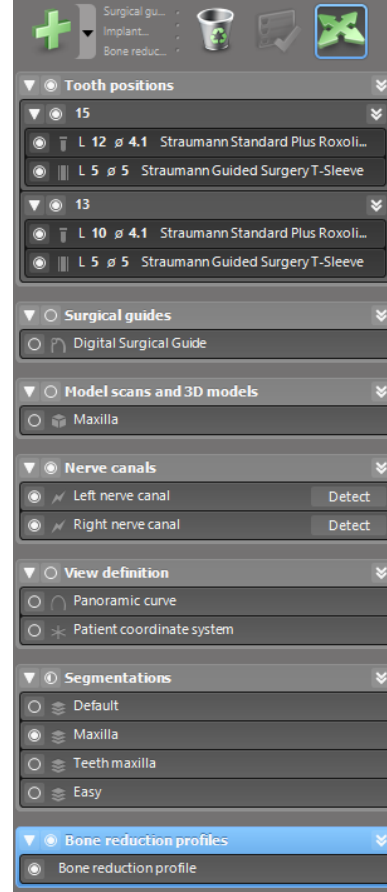 Surgical gu...
Implant...
Bone reduc...
Tooth positions
15
L 12 ø 4.1 Straumann Standard Plus Roxoli...
L 5 ø 5 Straumann Guided Surgery T-Sleeve
13
L 10 ø 4.1 Straumann Standard Plus Roxoli...
L 5 ø 5 Straumann Guided Surgery T-Sleeve
Surgical guides
Digital Surgical Guide
Model scans and 3D models
Maxilla
Nerve canals
Left nerve canal Detect
Right nerve canal Detect
View definition
Panoramic curve
Patient coordinate system
Segmentations
Default
Maxilla
Teeth maxilla
Easy
Bone reduction profiles
Bone reduction profile